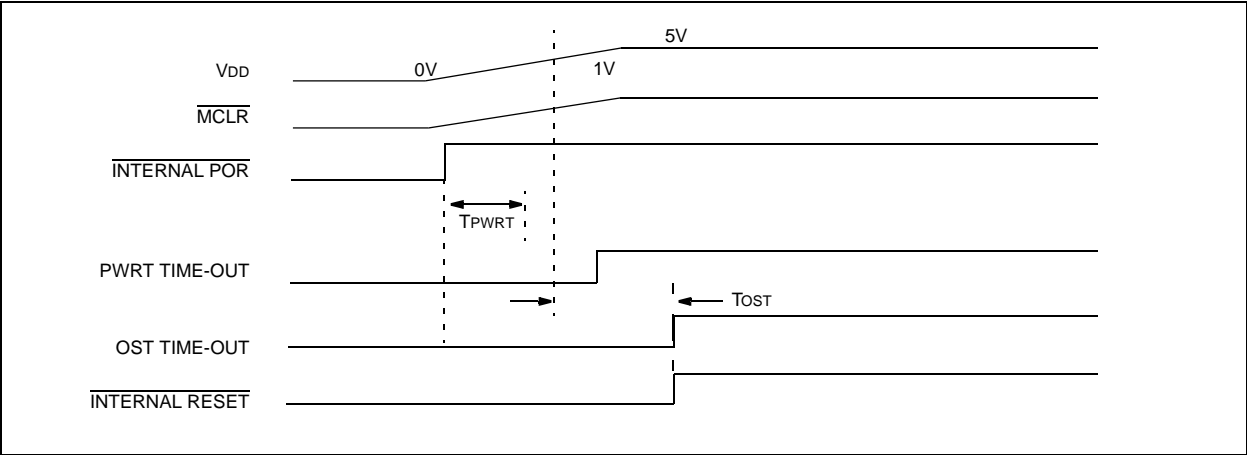 5V
VDD
0V
1V
MCLR
INTERNAL POR
TPWRT
PWRT TIME-OUT
TOST
OST TIME-OUT
INTERNAL RESET